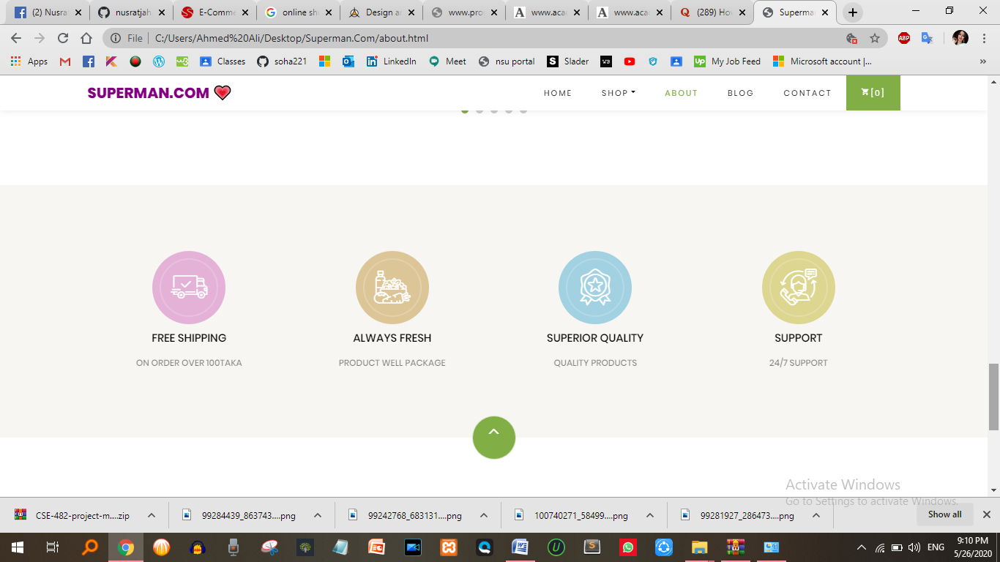 (2) Nusra
nusratjah
E-Comme
online sh
Design a
www.pro
www.aca
www.aca
(289) Ho
Superma
File C:/Users/Ahmed%20Ali/Desktop/Superman.Com/about.html
ABP
Apps Classes soha221 LinkedIn Meet nsu portal Slader My Job Feed Microsoft account |...
SUPERMAN.COM
HOME SHOP ABOUT BLOG CONTACT [0]
FREE SHIPPING
ON ORDER OVER 100TAKA
ALWAYS FRESH
PRODUCT WELL PACKAGE
SUPERIOR QUALITY
QUALITY PRODUCTS
SUPPORT
24/7 SUPPORT
Activate Windows
Go to Settings to activate Windows.
CSE-482-project-m....zip
99284439_863743....png
99242768_683131....png
100740271_58499....png
99281927_286473....png
Show all
ENG
9:10 PM
5/26/2020